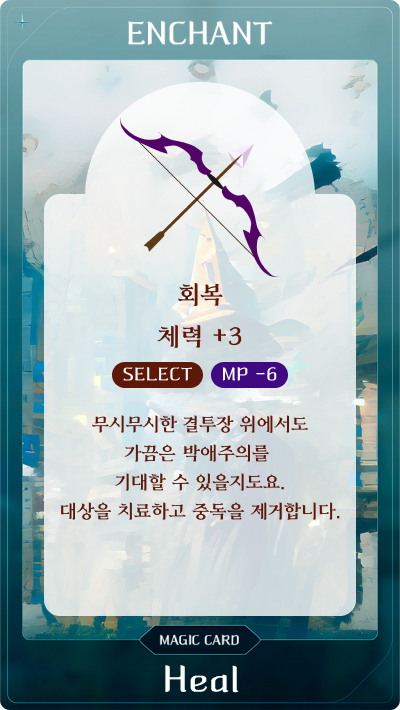 ENCHANT
회복
체력 +3
SELECT MP -6
무시무시한 결투장 위에서도
가끔은 박애주의를
기대할 수 있을지도요.
대상을 치료하고 중독을 제거합니다.
MAGIC CARD
Heal